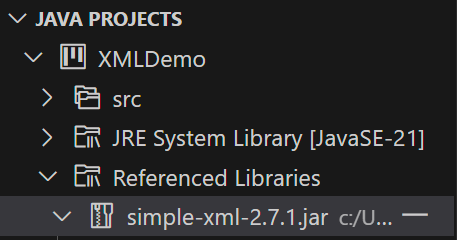 JAVA PROJECTS
XMLDemo
src
JRE System Library [JavaSE-21]
Referenced Libraries
simple-xml-2.7.1.jar c:/U...